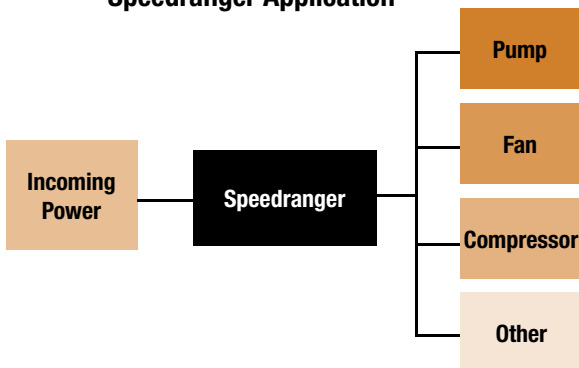 Speedranger Application
Pump
Fan
Incoming
Power
Speedranger
Compressor
Other